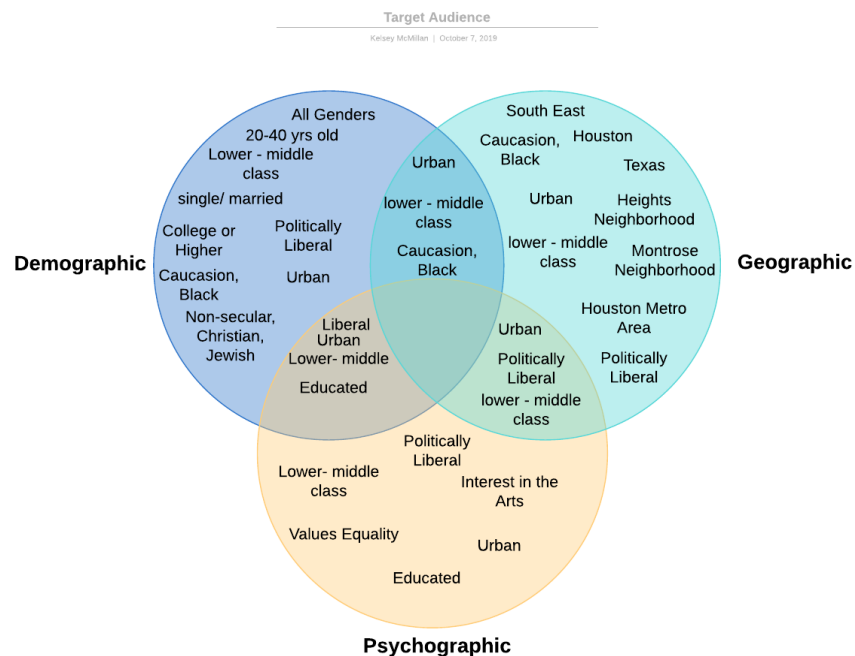 Target Audience
Kelsey McMillan | October 7, 2019
Demographic
All Genders
20-40 yrs old
Lower - middle
class
single/ married
College or
Higher
Politically
Liberal
Caucasion,
Black
Urban
Non-secular,
Christian,
Jewish
Urban
lower - middle
class
Caucasion,
Black
Geographic
South East
Caucasion,
Black
Houston
Texas
Urban
Heights
Neighborhood
lower - middle
class
Montrose
Neighborhood
Houston Metro
Area
Politically
Liberal
Liberal
Urban
Lower- middle
Educated
Urban
Politically
Liberal
lower - middle
class
Politically
Liberal
Lower- middle
class
Interest in the
Arts
Values Equality
Urban
Educated
Psychographic